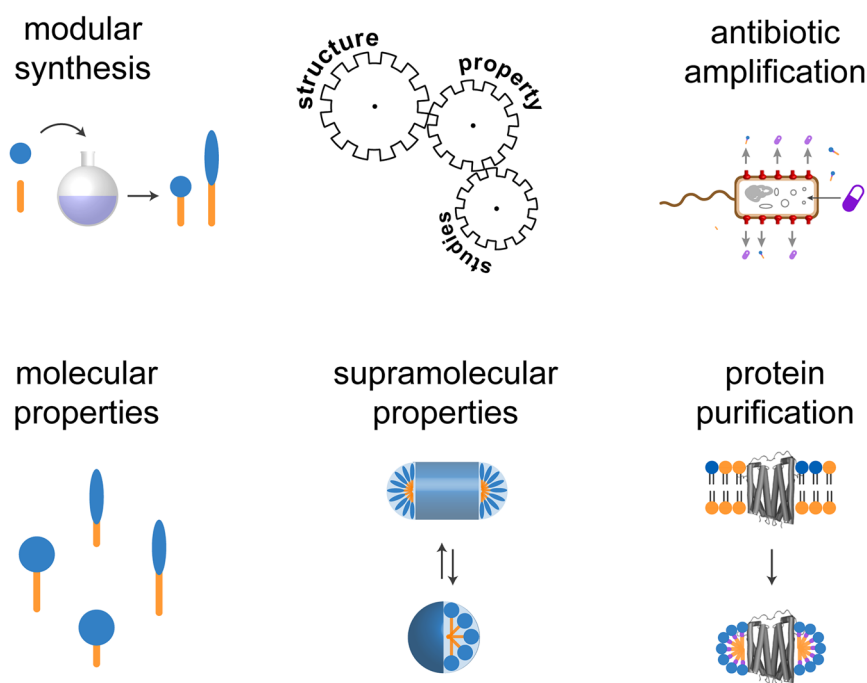 modular
synthesis
structure
property
studies
antibiotic
amplification
molecular
properties
supramolecular
properties
protein
purification